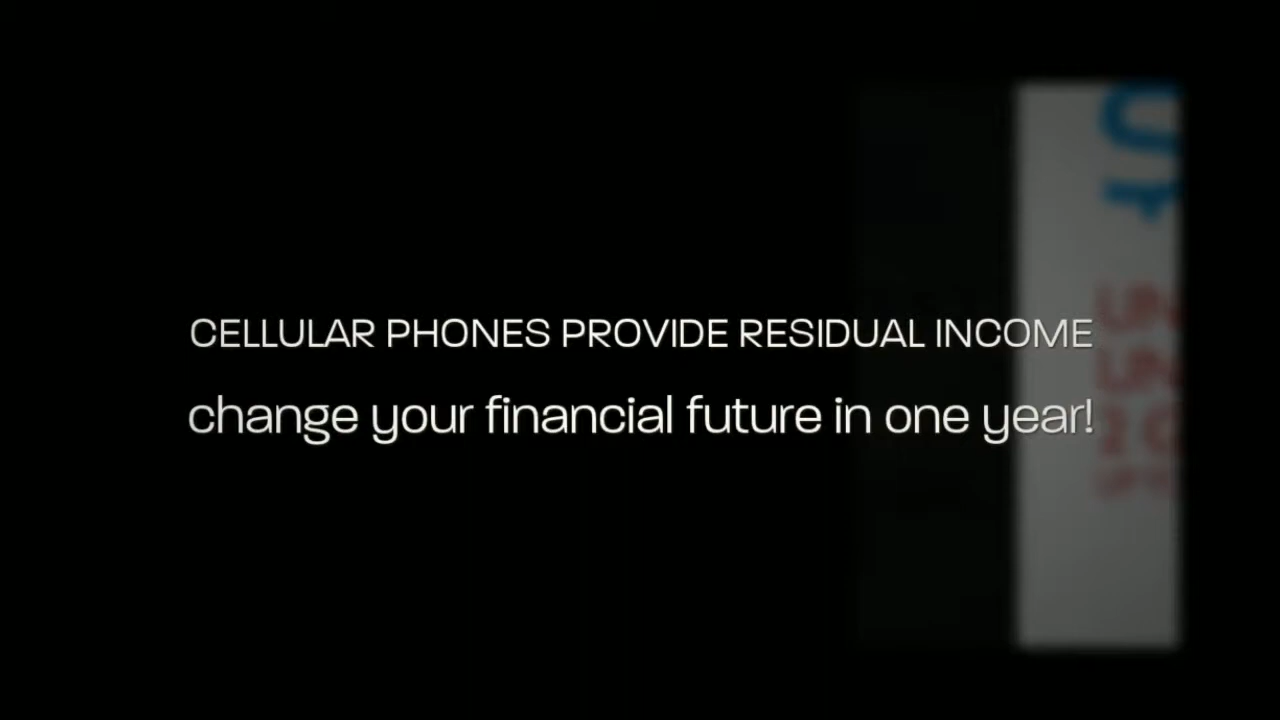 CELLULAR PHONES PROVIDE RESIDUAL INCOME
change your financial future in one year!